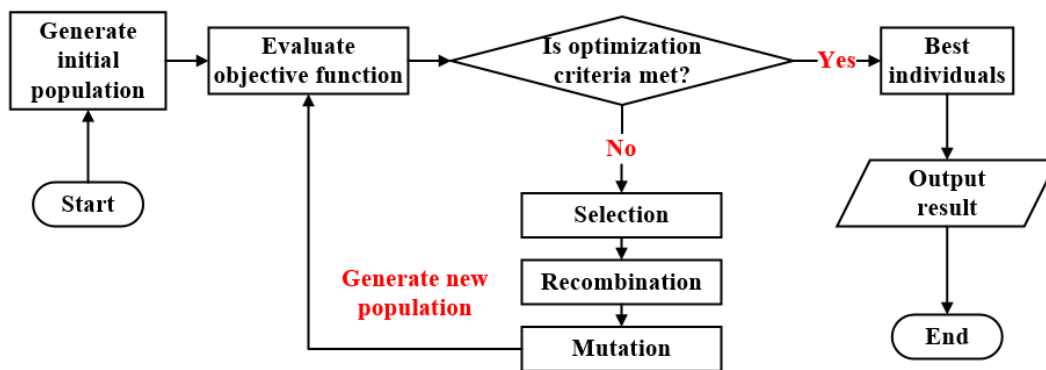 Generate
initial
population
Evaluate
objective function
Is optimization
criteria met?
Yes
Best
individuals
No
Start
Output
result
Selection
Recombination
Generate new
population
Mutation
End